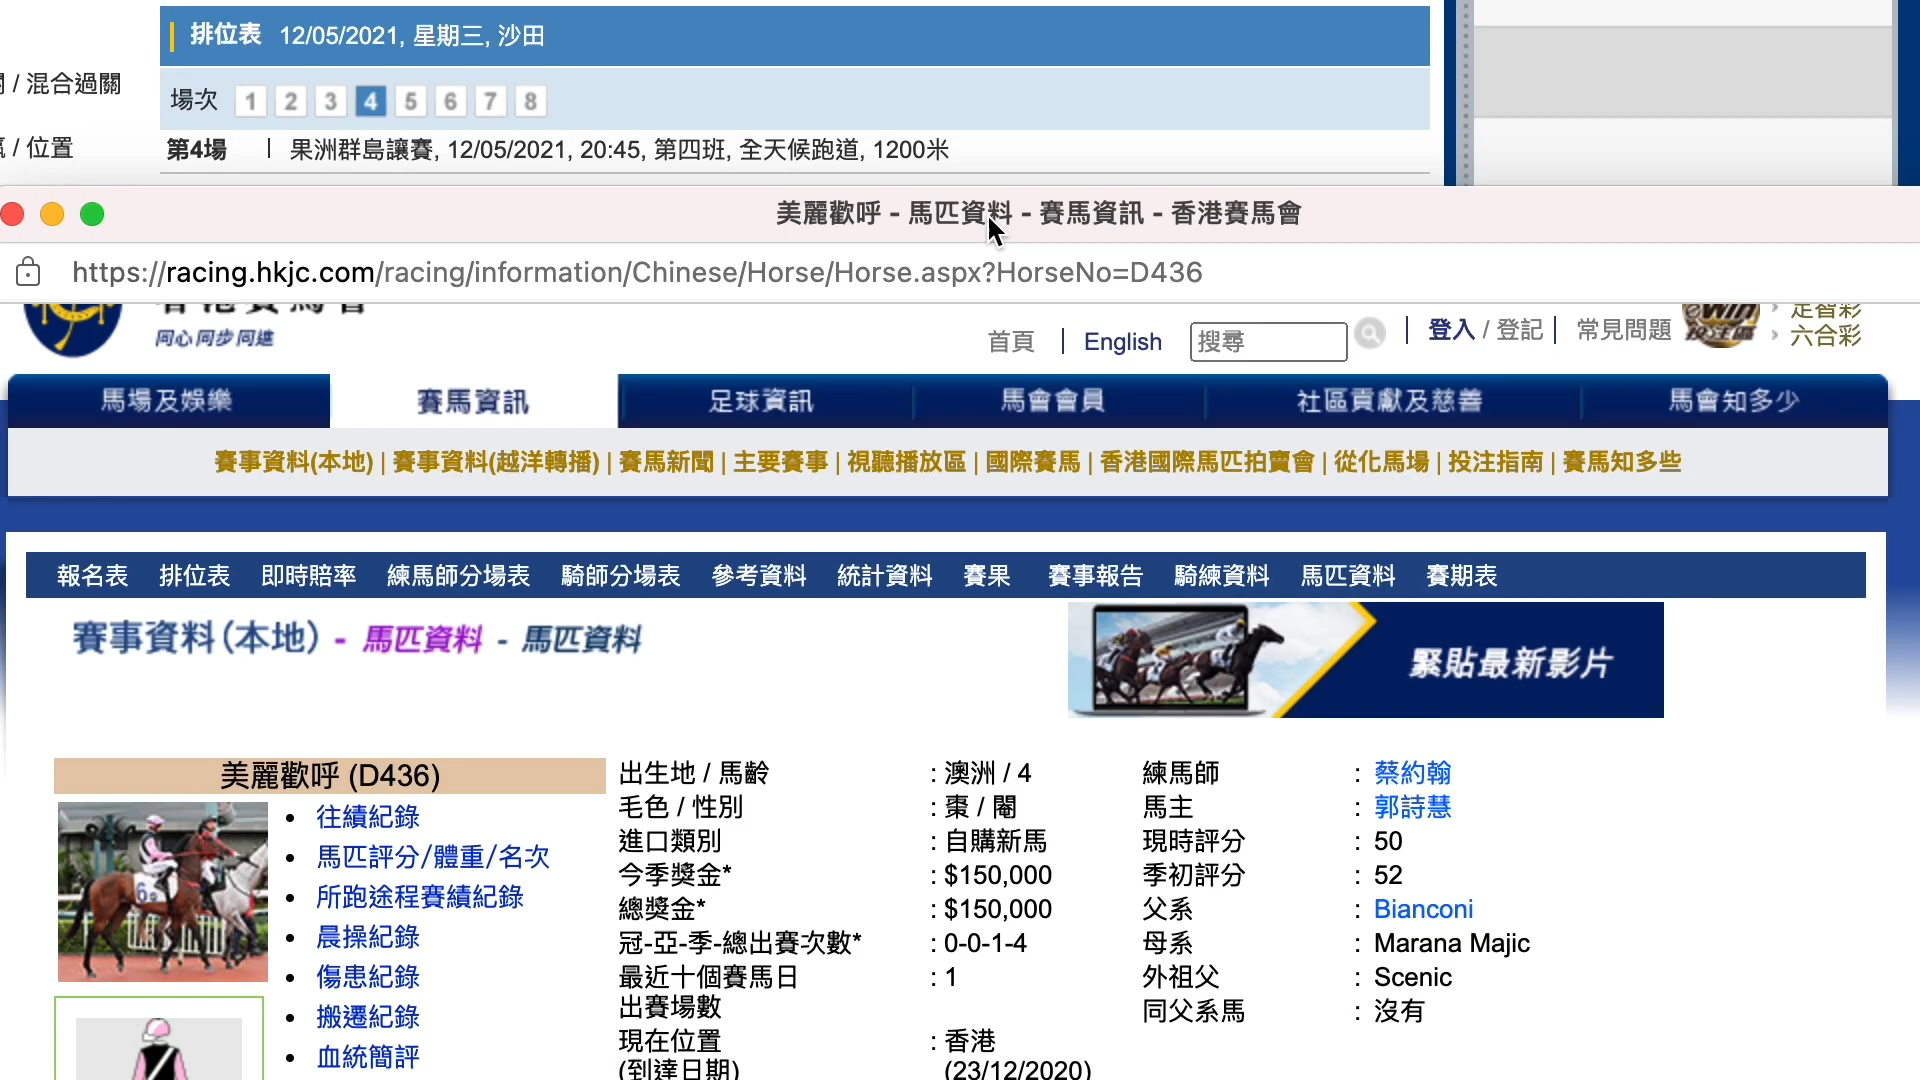 排位表 12/05/2021, 星期三, 沙田
/ 混合過關
場次 1 2 3 4 5 6 7 8
/ 位置
第4場 | 果洲群島讓賽, 12/05/2021, 20:45, 第四班, 全天候跑道, 1200米
美麗歡呼 - 馬匹資料 - 賽馬資訊 - 香港賽馬會
https://racing.hkjc.com/racing/information/Chinese/Horse/Horse.aspx?HorseNo=D436
同心同步同進
首頁 | English 搜尋 | 登入 / 登記 | 常見問題
eWin 投注區
足智彩
六合彩
馬場及娛樂 賽馬資訊 足球資訊 馬會會員 社區貢獻及慈善 馬會知多少
賽事資料(本地) | 賽事資料(越洋轉播) | 賽馬新聞 | 主要賽事 | 視聽播放區 | 國際賽馬 | 香港國際馬匹拍賣會 | 從化馬場 | 投注指南 | 賽馬知多些
報名表 排位表 即時賠率 練馬師分場表 騎師分場表 參考資料 統計資料 賽果 賽事報告 騎練資料 馬匹資料 賽期表
賽事資料(本地) - 馬匹資料 - 馬匹資料
緊貼最新影片
美麗歡呼 (D436)
• 往績紀錄
• 馬匹評分/體重/名次
• 所跑途程賽績紀錄
• 晨操紀錄
• 傷患紀錄
• 搬遷紀錄
• 血統簡評
6
出生地 / 馬齡 : 澳洲 / 4
毛色 / 性別 : 棗 / 閹
進口類別 : 自購新馬
今季獎金* : $150,000
總獎金* : $150,000
冠-亞-季-總出賽次數* : 0-0-1-4
最近十個賽馬日 : 1
出賽場數
現在位置 : 香港
(到達日期) (23/12/2020)
練馬師 : 蔡約翰
馬主 : 郭詩慧
現時評分 : 50
季初評分 : 52
父系 : Bianconi
母系 : Marana Majic
外祖父 : Scenic
同父系馬 : 沒有